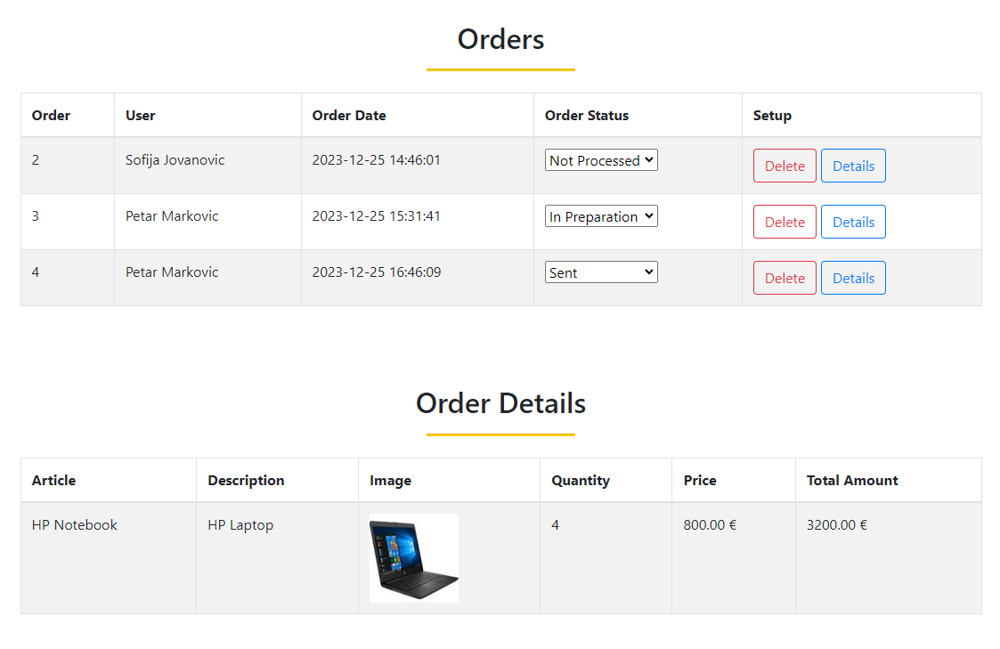 Orders
Order User Order Date Order Status Setup
2 Sofija Jovanovic 2023-12-25 14:46:01 Not Processed Delete Details
3 Petar Markovic 2023-12-25 15:31:41 In Preparation Delete Details
4 Petar Markovic 2023-12-25 16:46:09 Sent Delete Details
Order Details
Article Description Image Quantity Price Total Amount
HP Notebook HP Laptop 4 800.00 € 3200.00 €